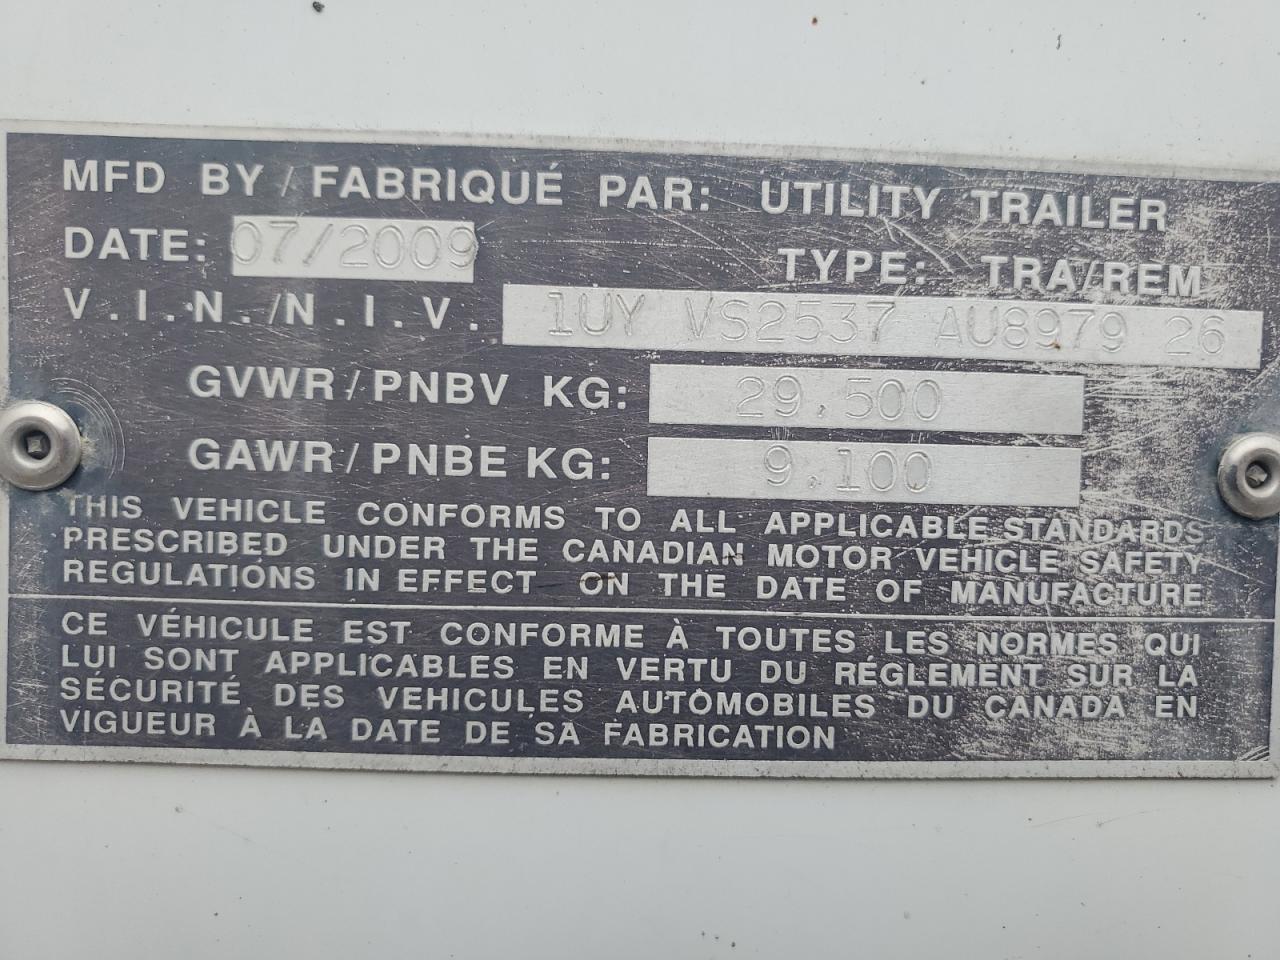 MFD BY / FABRIQUÉ PAR: UTILITY TRAILER
DATE: 07/2009
TYPE: TRA/REM
V.I.N./N.I.V. 1UY VS2537 AU8979 26
GVWR/PNBV KG: 29.500
GAWR/PNBE KG: 9.100
THIS VEHICLE CONFORMS TO ALL APPLICABLE STANDARDS
PRESCRIBED UNDER THE CANADIAN MOTOR VEHICLE SAFETY
REGULATIONS IN EFFECT ON THE DATE OF MANUFACTURE
CE VÉHICULE EST CONFORME À TOUTES LES NORMES QUI
LUI SONT APPLICABLES EN VERTU DU RÉGLEMENT SUR LA
SÉCURITÉ DES VEHICULES AUTOMOBILES DU CANADA EN
VIGUEUR À LA DATE DE SA FABRICATION